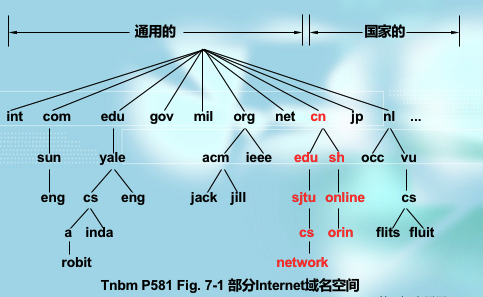 通用的 国家的
int com edu gov mil org net cn jp nl ...
sun yale acm ieee edu sh occ vu
eng cs eng jack jill sjtu online cs
a inda cs orin flits fluit
robit network
Tnbm P581 Fig. 7-1 部分Internet域名空间